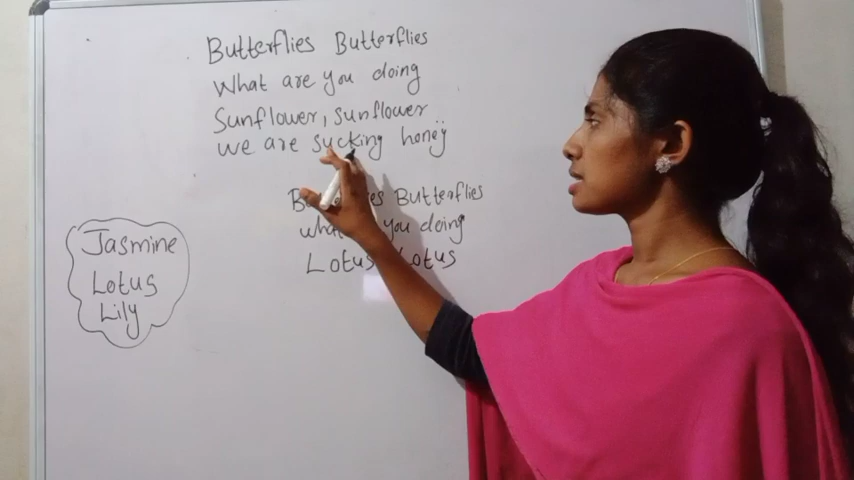 Butterflies Butterflies
What are you doing
Sunflower, sunflower
we are sucking honey
Butterflies Butterflies
what you doing
Lotus Lotus
Jasmine
Lotus
Lily